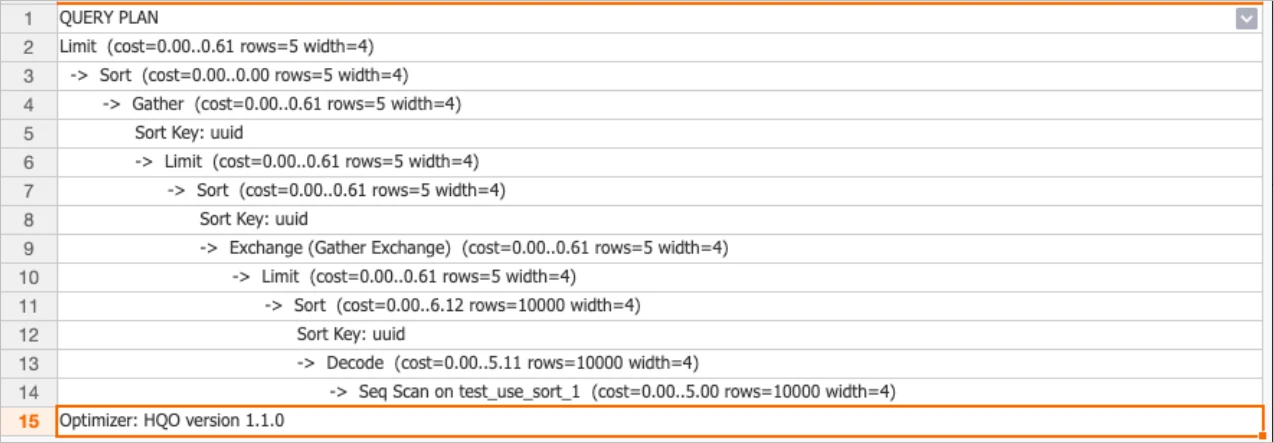 1 QUERY PLAN
2 Limit (cost=0.00..0.61 rows=5 width=4)
3 -> Sort (cost=0.00..0.00 rows=5 width=4)
4 -> Gather (cost=0.00..0.61 rows=5 width=4)
5 Sort Key: uuid
6 -> Limit (cost=0.00..0.61 rows=5 width=4)
7 -> Sort (cost=0.00..0.61 rows=5 width=4)
8 Sort Key: uuid
9 -> Exchange (Gather Exchange) (cost=0.00..0.61 rows=5 width=4)
10 -> Limit (cost=0.00..0.61 rows=5 width=4)
11 -> Sort (cost=0.00..6.12 rows=10000 width=4)
12 Sort Key: uuid
13 -> Decode (cost=0.00..5.11 rows=10000 width=4)
14 -> Seq Scan on test_use_sort_1 (cost=0.00..5.00 rows=10000 width=4)
15 Optimizer: HQO version 1.1.0